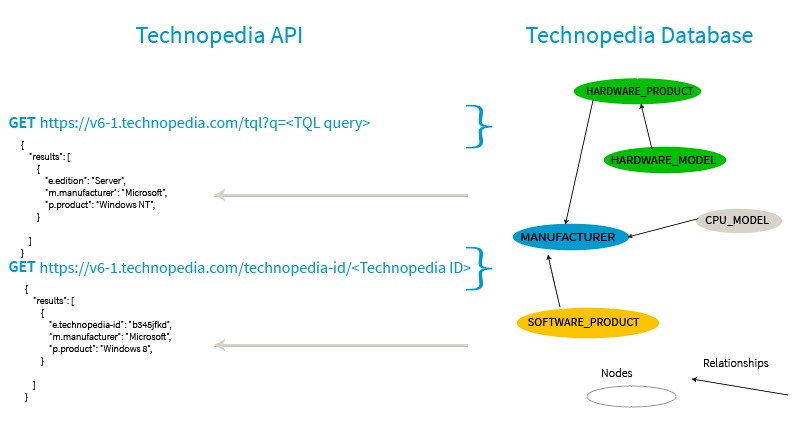 Technopedia API
GET https://v6-1.technopedia.com/tql?q=<TQL query>
{
"results": [
{
"e.edition": "Server",
"m.manufacturer": "Microsoft",
"p.product": "Windows NT",
}
]
}
GET https://v6-1.technopedia.com/technopedia-id/<Technopedia ID>
{
"results": [
{
"e.technopedia-id": "b345jfkd",
"m.manufacturer": "Microsoft",
"p.product": "Windows 8",
}
]
}
Technopedia Database
HARDWARE_PRODUCT
HARDWARE_MODEL
CPU_MODEL
MANUFACTURER
SOFTWARE_PRODUCT
Nodes
Relationships